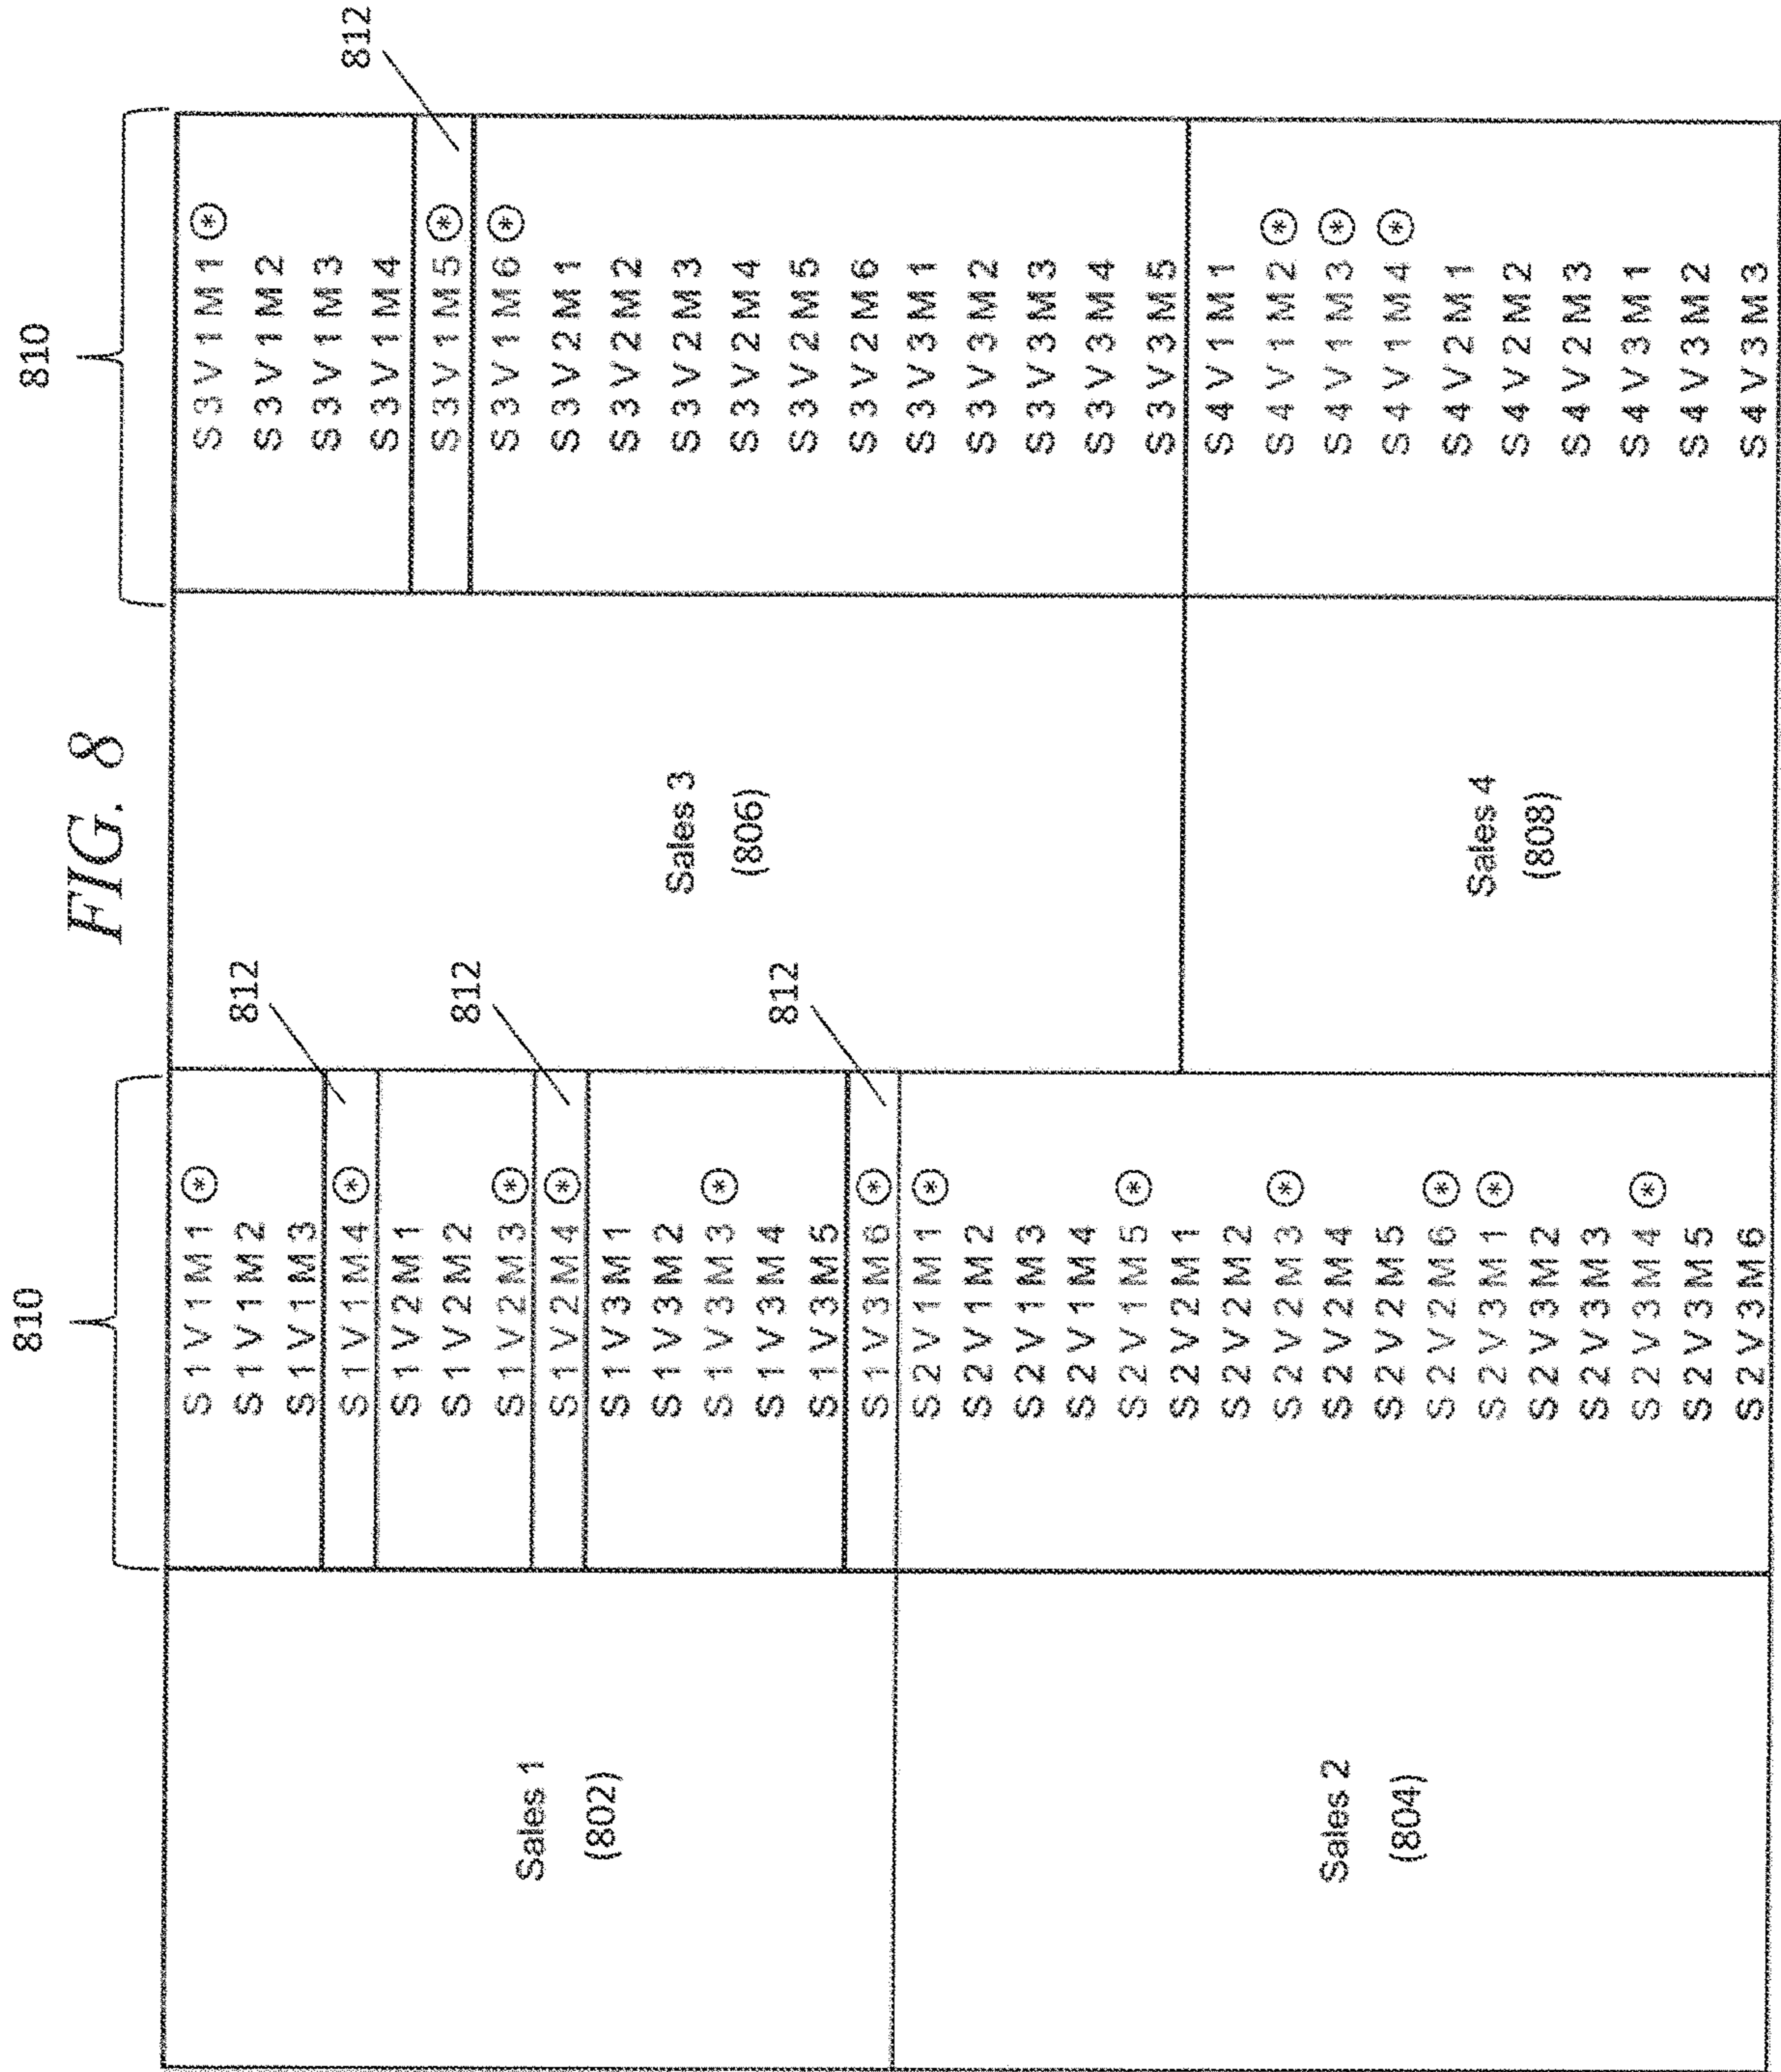 FIG. 8
810
810
812
812
812
812
Sales 1
(802)
S1V1M1 ⊛
S1V1M2
S1V1M3
S1V1M4 ⊛
S1V2M1
S1V2M2
S1V2M3 ⊛
S1V2M4 ⊛
S1V3M1
S1V3M2
S1V3M3 ⊛
S1V3M4
S1V3M5
S1V3M6 ⊛
Sales 2
(804)
S2V1M1 ⊛
S2V1M2
S2V1M3
S2V1M4
S2V1M5 ⊛
S2V2M1
S2V2M2
S2V2M3 ⊛
S2V2M4
S2V2M5
S2V2M6 ⊛
S2V3M1 ⊛
S2V3M2
S2V3M3
S2V3M4 ⊛
S2V3M5
S2V3M6
Sales 3
(806)
S3V1M1 ⊛
S3V1M2
S3V1M3
S3V1M4
S3V1M5 ⊛
S3V1M6 ⊛
S3V2M1
S3V2M2
S3V2M3
S3V2M4
S3V2M5
S3V2M6
S3V3M1
S3V3M2
S3V3M3
S3V3M4
S3V3M5
Sales 4
(808)
S4V1M1
S4V1M2 ⊛
S4V1M3 ⊛
S4V1M4 ⊛
S4V2M1
S4V2M2
S4V2M3
S4V3M1
S4V3M2
S4V3M3